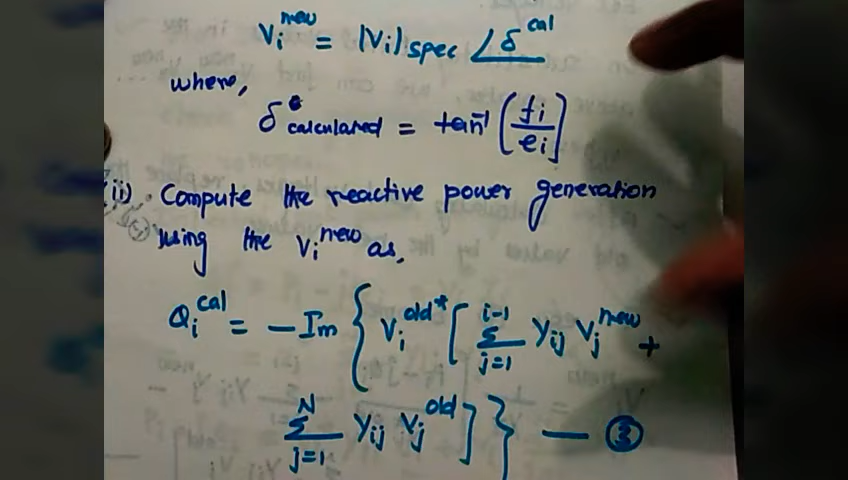 Vi^new = |Vi| spec ∠δ^cal
where,
δ calculated = tan⁻¹ (fi/ei)
(ii). Compute the reactive power generation
using the Vi^new as,
Qi^cal = - Im { Vi^old* [ Σ_{j=1}^{i-1} Yij Vj^new +
Σ_{j=1}^{N} Yij Vj^old ] } — ③